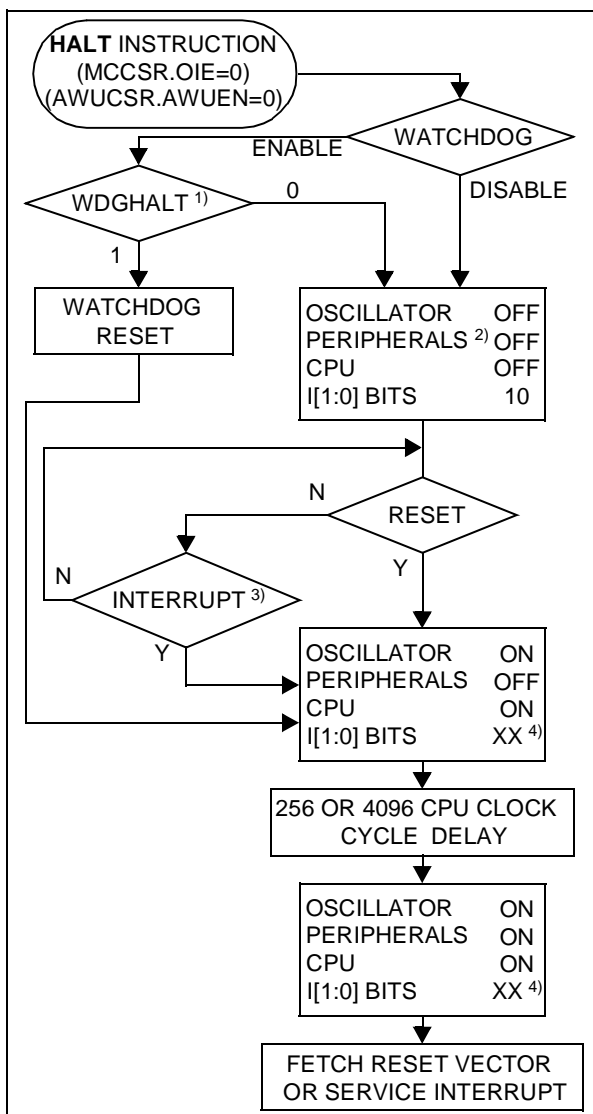 HALT INSTRUCTION
(MCCSR.OIE=0)
(AWUCSR.AWUEN=0)
WATCHDOG
ENABLE
DISABLE
WDGHALT 1)
0
1
WATCHDOG
RESET
OSCILLATOR OFF
PERIPHERALS 2) OFF
CPU OFF
I[1:0] BITS 10
N
RESET
Y
N
INTERRUPT 3)
Y
OSCILLATOR ON
PERIPHERALS OFF
CPU ON
I[1:0] BITS XX 4)
256 OR 4096 CPU CLOCK
CYCLE DELAY
OSCILLATOR ON
PERIPHERALS ON
CPU ON
I[1:0] BITS XX 4)
FETCH RESET VECTOR
OR SERVICE INTERRUPT